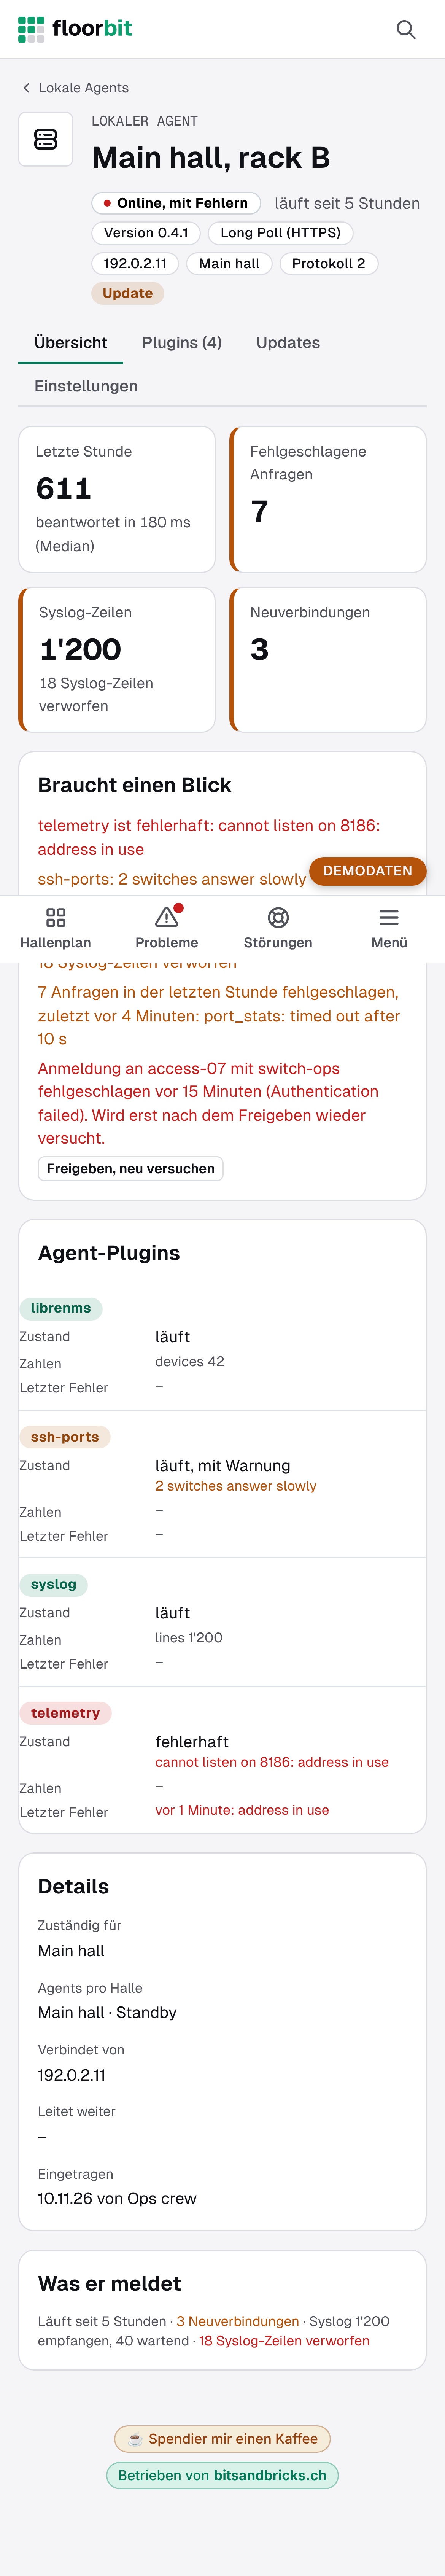 floorbit
Lokale Agents
LOKALER AGENT
Main hall, rack B
Online, mit Fehlern
läuft seit 5 Stunden
Version 0.4.1
Long Poll (HTTPS)
192.0.2.11
Main hall
Protokoll 2
Update
Übersicht
Plugins (4)
Updates
Einstellungen
Letzte Stunde
611
beantwortet in 180 ms
(Median)
Fehlgeschlagene
Anfragen
7
Syslog-Zeilen
1'200
18 Syslog-Zeilen
verworfen
Neuverbindungen
3
Braucht einen Blick
telemetry ist fehlerhaft: cannot listen on 8186:
address in use
ssh-ports: 2 switches answer slowly
DEMODATEN
Hallenplan
Probleme
Störungen
Menü
18 Syslog-Zeilen verworfen
7 Anfragen in der letzten Stunde fehlgeschlagen,
zuletzt vor 4 Minuten: port_stats: timed out after
10 s
Anmeldung an access-07 mit switch-ops
fehlgeschlagen vor 15 Minuten (Authentication
failed). Wird erst nach dem Freigeben wieder
versucht.
Freigeben, neu versuchen
Agent-Plugins
librenms
Zustand
läuft
Zahlen
devices 42
Letzter Fehler
–
ssh-ports
Zustand
läuft, mit Warnung
2 switches answer slowly
Zahlen
–
Letzter Fehler
–
syslog
Zustand
läuft
Zahlen
lines 1'200
Letzter Fehler
–
telemetry
Zustand
fehlerhaft
cannot listen on 8186: address in use
Zahlen
–
Letzter Fehler
vor 1 Minute: address in use
Details
Zuständig für
Main hall
Agents pro Halle
Main hall · Standby
Verbindet von
192.0.2.11
Leitet weiter
–
Eingetragen
10.11.26 von Ops crew
Was er meldet
Läuft seit 5 Stunden · 3 Neuverbindungen · Syslog 1'200
empfangen, 40 wartend · 18 Syslog-Zeilen verworfen
Spendier mir einen Kaffee
Betrieben von bitsandbricks.ch